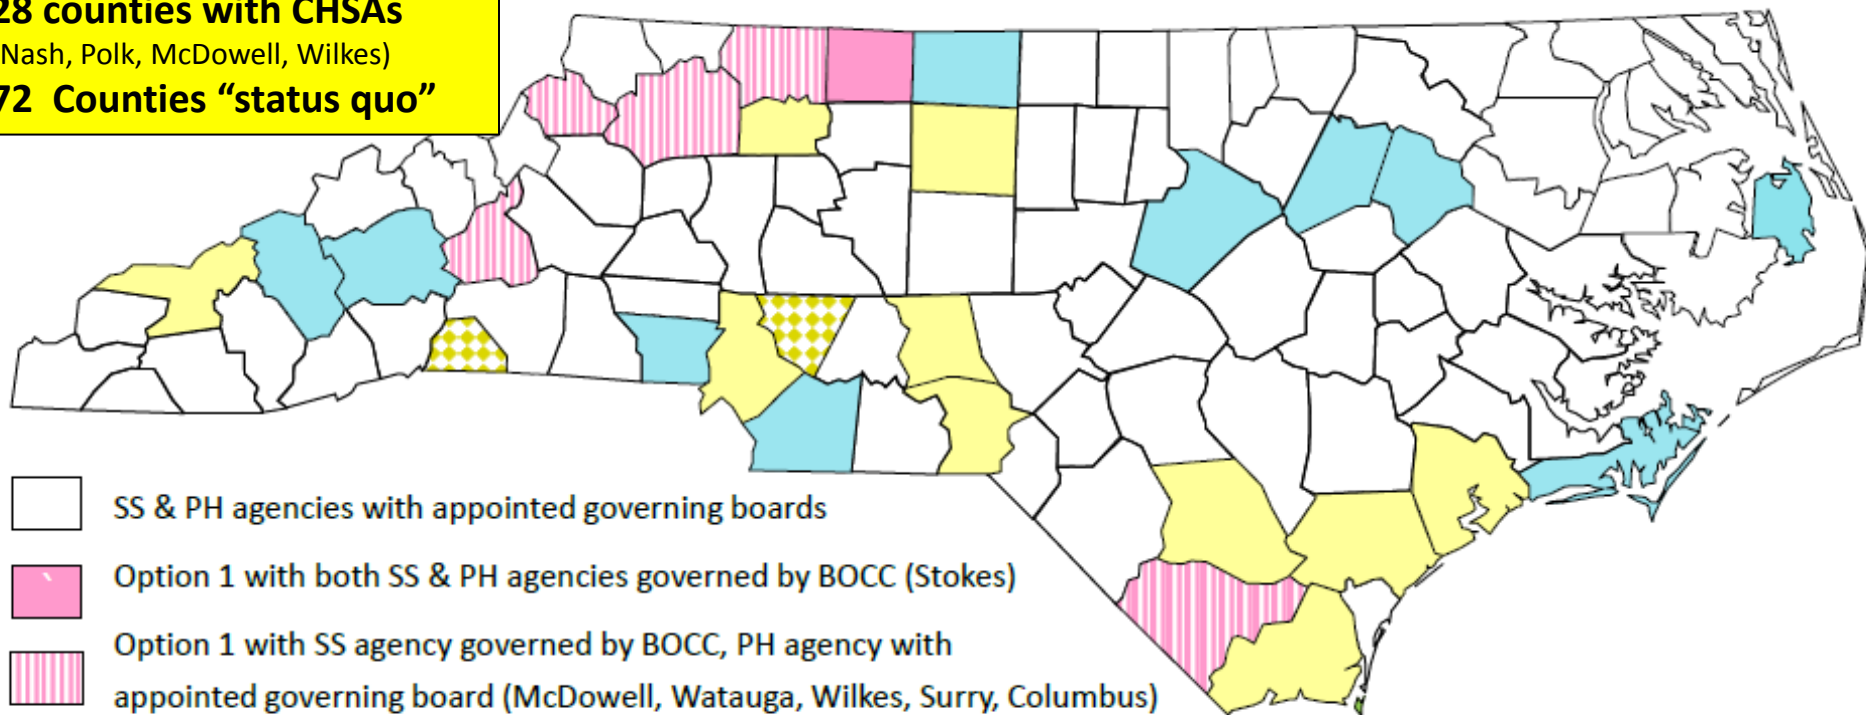 28 counties with CHSAs
Nash, Polk, McDowell, Wilkes)
72 Counties “status quo”
SS & PH agencies with appointed governing boards
Option 1 with both SS & PH agencies governed by BOCC (Stokes)
Option 1 with SS agency governed by BOCC, PH agency with
appointed governing board (McDowell, Watauga, Wilkes, Surry, Columbus)